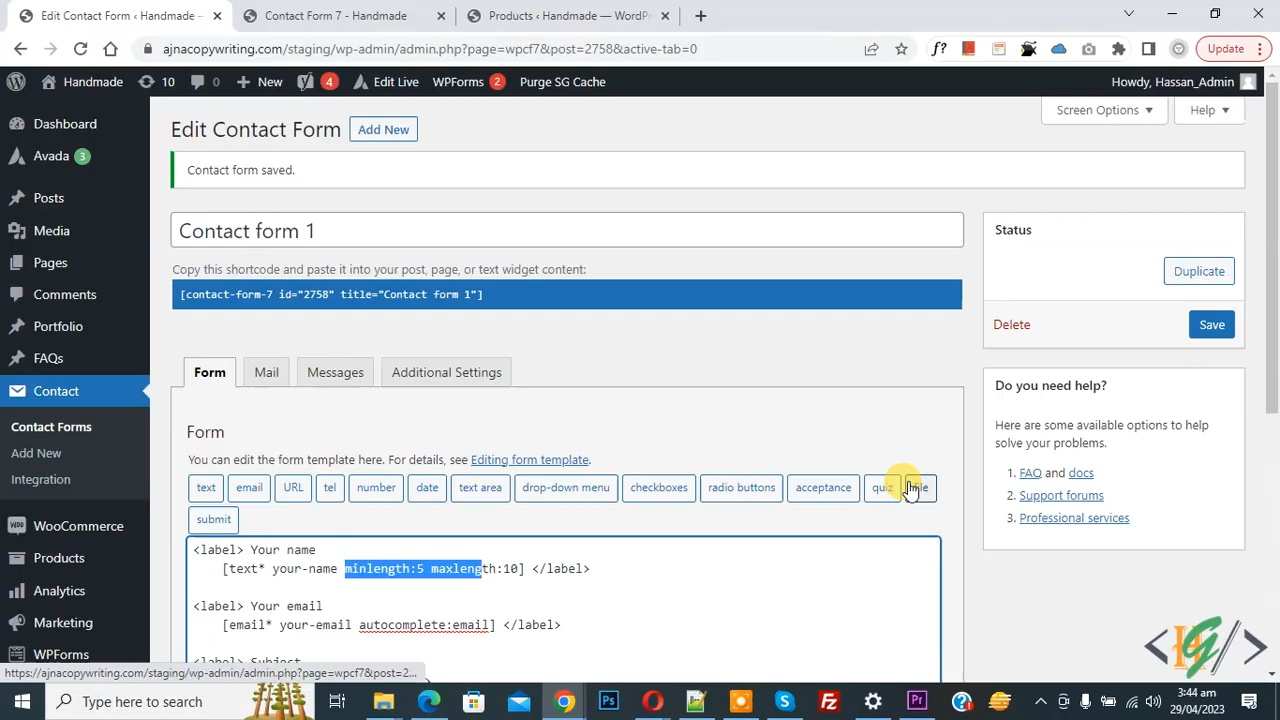 Edit Contact Form ‹ Handmade —
Contact Form 7 - Handmade
Products ‹ Handmade — WordPr
ajnacopywriting.com/staging/wp-admin/admin.php?page=wpcf7&post=2758&active-tab=0
f?
Update
Handmade
10
0
New
4
Edit Live
WPForms 2
Purge SG Cache
Howdy, Hassan_Admin
Dashboard
Avada 3
Posts
Media
Pages
Comments
Portfolio
FAQs
Contact
Contact Forms
Add New
Integration
WooCommerce
Products
Analytics
Marketing
WPForms
Screen Options
Help
Edit Contact Form
Add New
Contact form saved.
Contact form 1
Copy this shortcode and paste it into your post, page, or text widget content:
[contact-form-7 id="2758" title="Contact form 1"]
Form
Mail
Messages
Additional Settings
Form
You can edit the form template here. For details, see Editing form template.
text
email
URL
tel
number
date
text area
drop-down menu
checkboxes
radio buttons
acceptance
quiz
submit
<label> Your name
[text* your-name minlength:5 maxlength:10] </label>
<label> Your email
[email* your-email autocomplete:email] </label>
<label> Subject
Status
Duplicate
Delete
Save
Do you need help?
Here are some available options to help
solve your problems.
1. FAQ and docs
2. Support forums
3. Professional services
https://ajnacopywriting.com/staging/wp-admin/admin.php?page=wpcf7&post=2...
Type here to search
Ps
Fz
Pr
3:44 am
29/04/2023